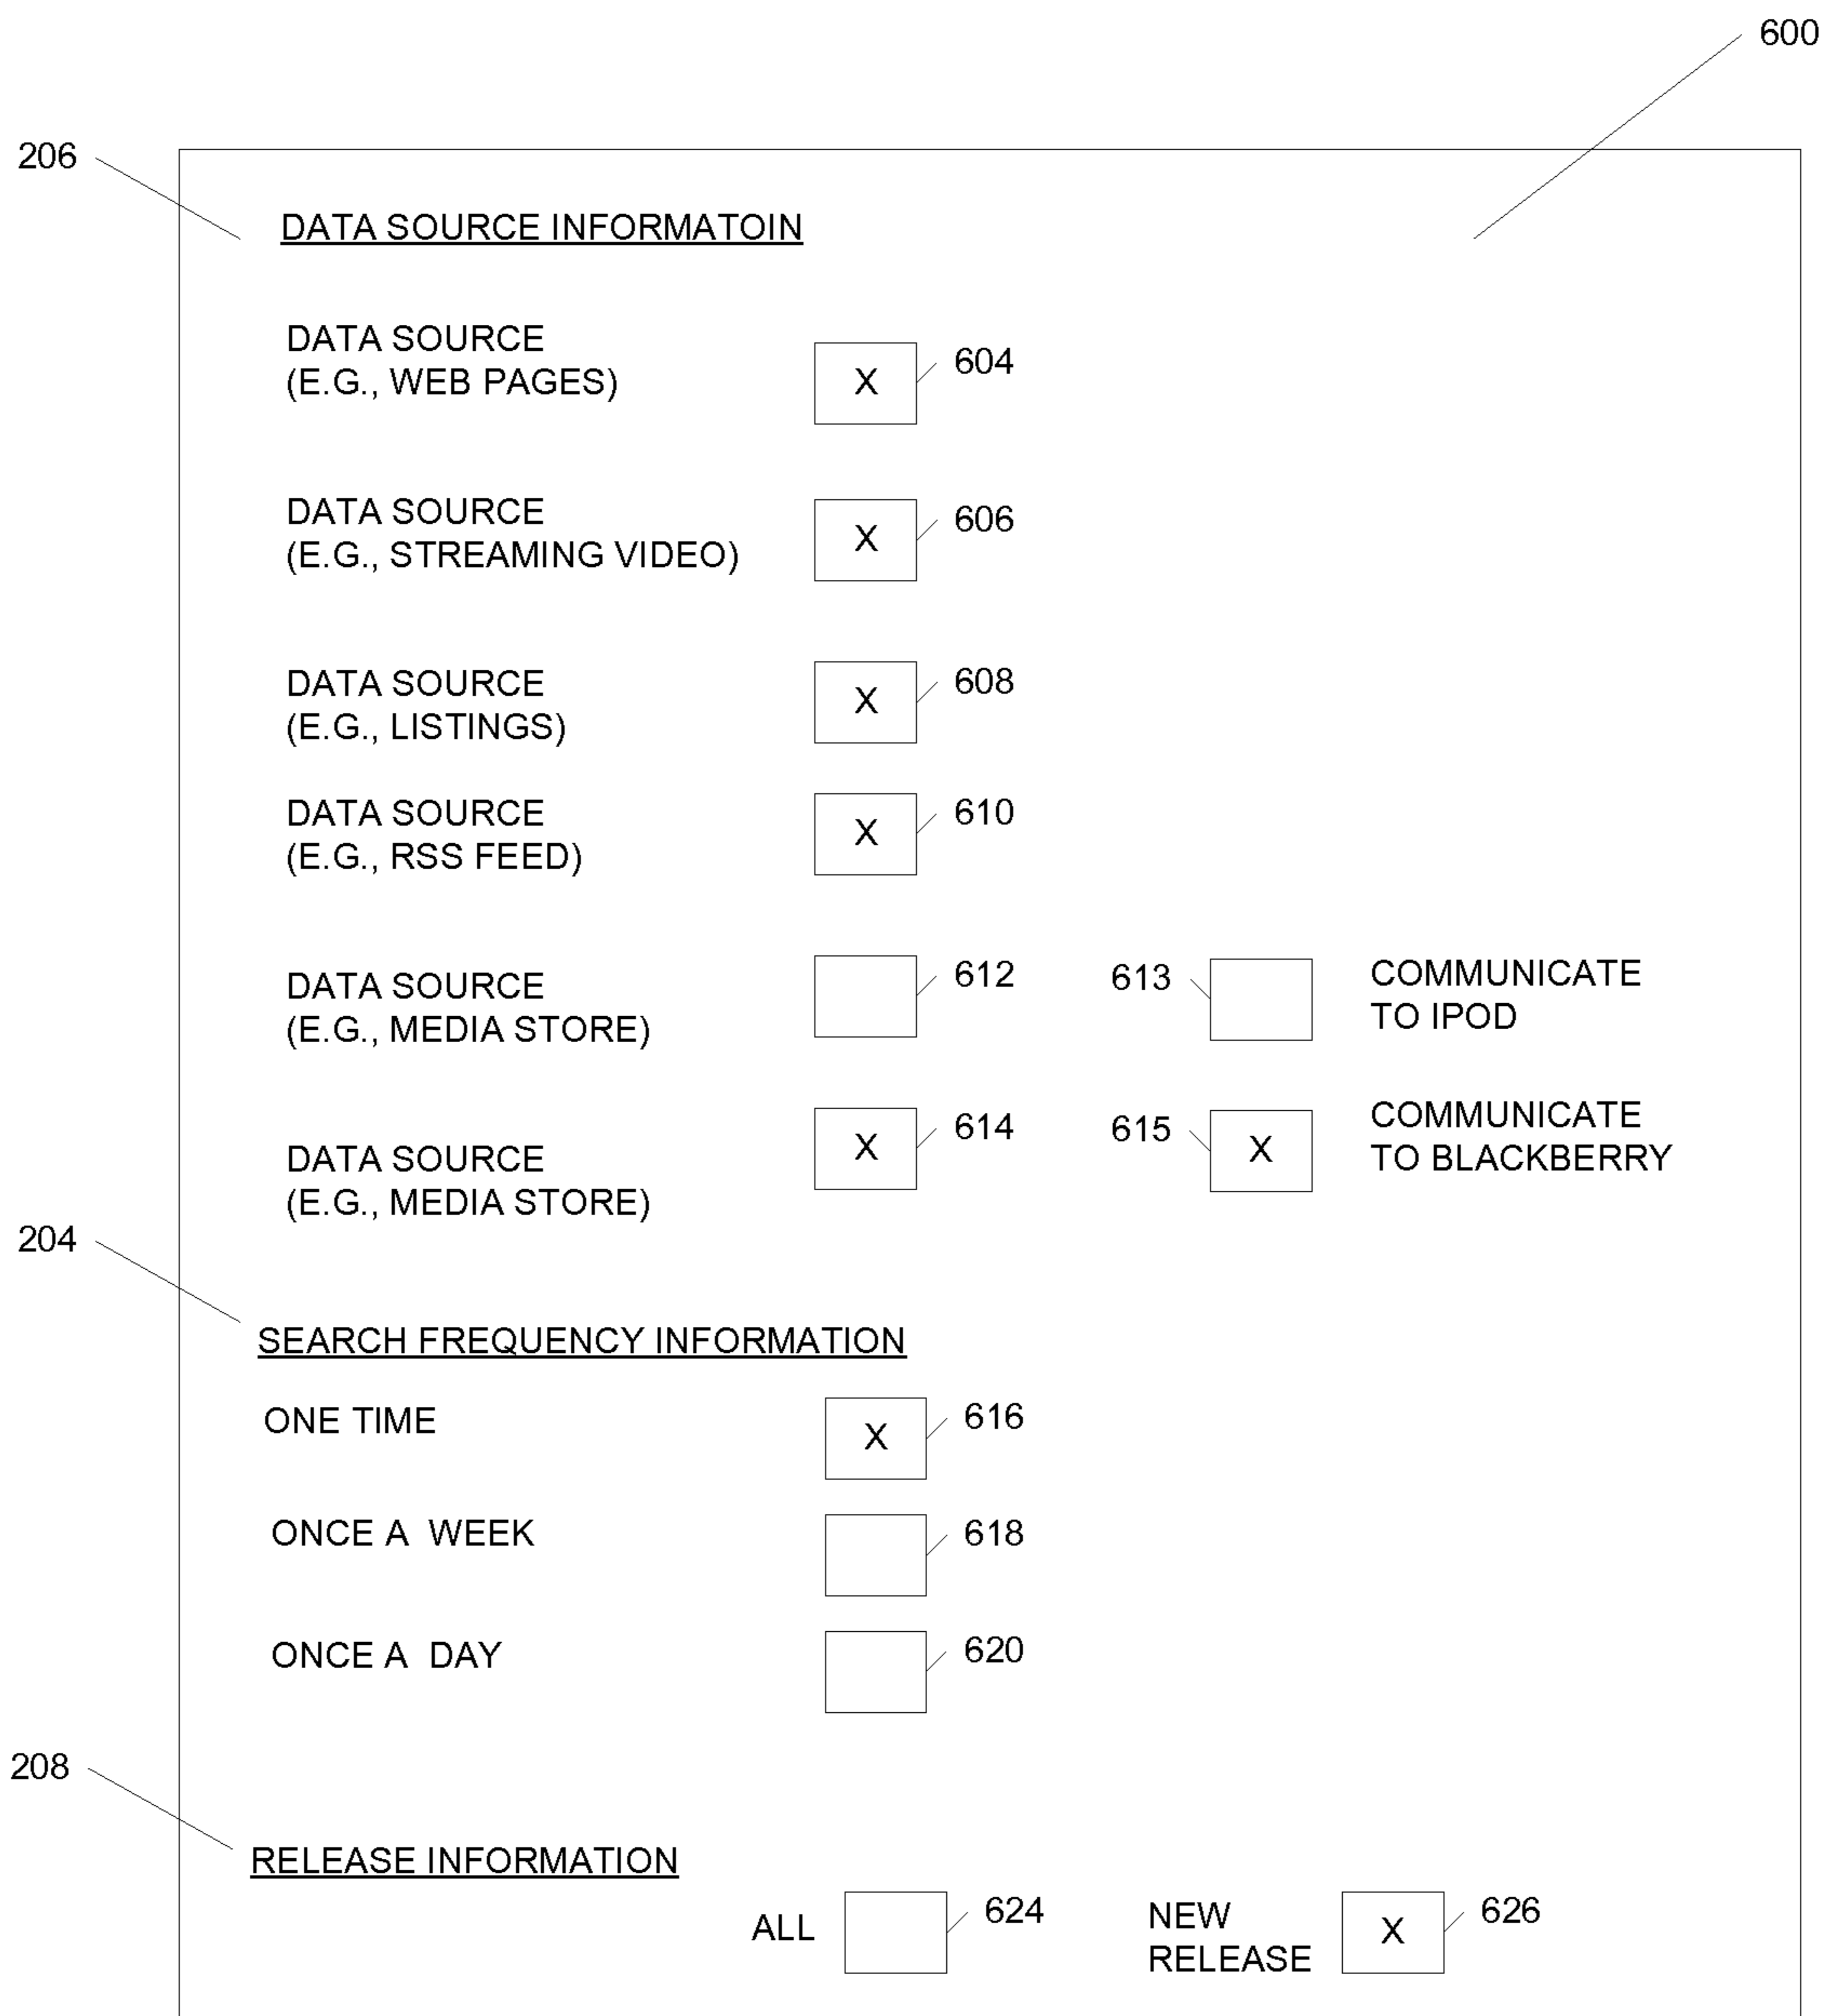 600
206
DATA SOURCE INFORMATOIN
DATA SOURCE
(E.G., WEB PAGES)
X
604
DATA SOURCE
(E.G., STREAMING VIDEO)
X
606
DATA SOURCE
(E.G., LISTINGS)
X
608
DATA SOURCE
(E.G., RSS FEED)
X
610
DATA SOURCE
(E.G., MEDIA STORE)
612
613
COMMUNICATE
TO IPOD
DATA SOURCE
(E.G., MEDIA STORE)
X
614
615
X
COMMUNICATE
TO BLACKBERRY
204
SEARCH FREQUENCY INFORMATION
ONE TIME
X
616
ONCE A WEEK
618
ONCE A DAY
620
208
RELEASE INFORMATION
ALL
624
NEW
RELEASE
X
626